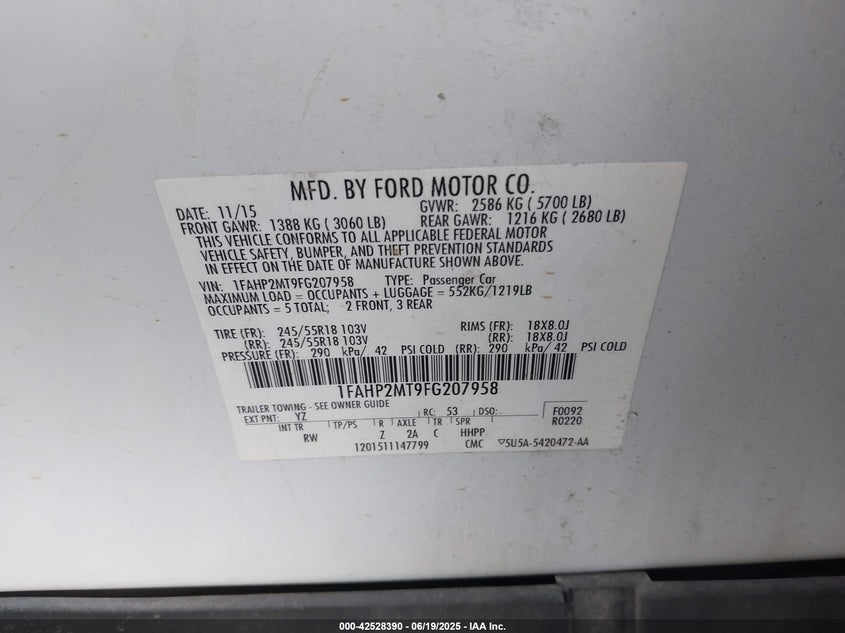 MFD. BY FORD MOTOR CO.
DATE: 11/15 GVWR: 2586 KG ( 5700 LB)
FRONT GAWR: 1388 KG ( 3060 LB) REAR GAWR: 1216 KG ( 2680 LB)
THIS VEHICLE CONFORMS TO ALL APPLICABLE FEDERAL MOTOR
VEHICLE SAFETY, BUMPER, AND THEFT PREVENTION STANDARDS
IN EFFECT ON THE DATE OF MANUFACTURE SHOWN ABOVE.
VIN: 1FAHP2MT9FG207958 TYPE: Passenger Car
MAXIMUM LOAD = OCCUPANTS + LUGGAGE = 552KG/1219LB
OCCUPANTS = 5 TOTAL; 2 FRONT, 3 REAR
TIRE (FR): 245/55R18 103V RIMS (FR): 18X8.0J
(RR): 245/55R18 103V (RR): 18X8.0J
PRESSURE (FR): 290 kPa/ 42 PSI COLD (RR): 290 kPa/ 42 PSI COLD
1FAHP2MT9FG207958
TRAILER TOWING - SEE OWNER GUIDE RC: 53 DSO: F0092
EXT PNT: YZ R0220
INT TR TP/PS R AXLE TR SPR
RW Z 2A C HHPP
1201511147799 CMC ▽5U5A-5420472-AA
000-42528390 | 06/19/2025 - IAA Inc.